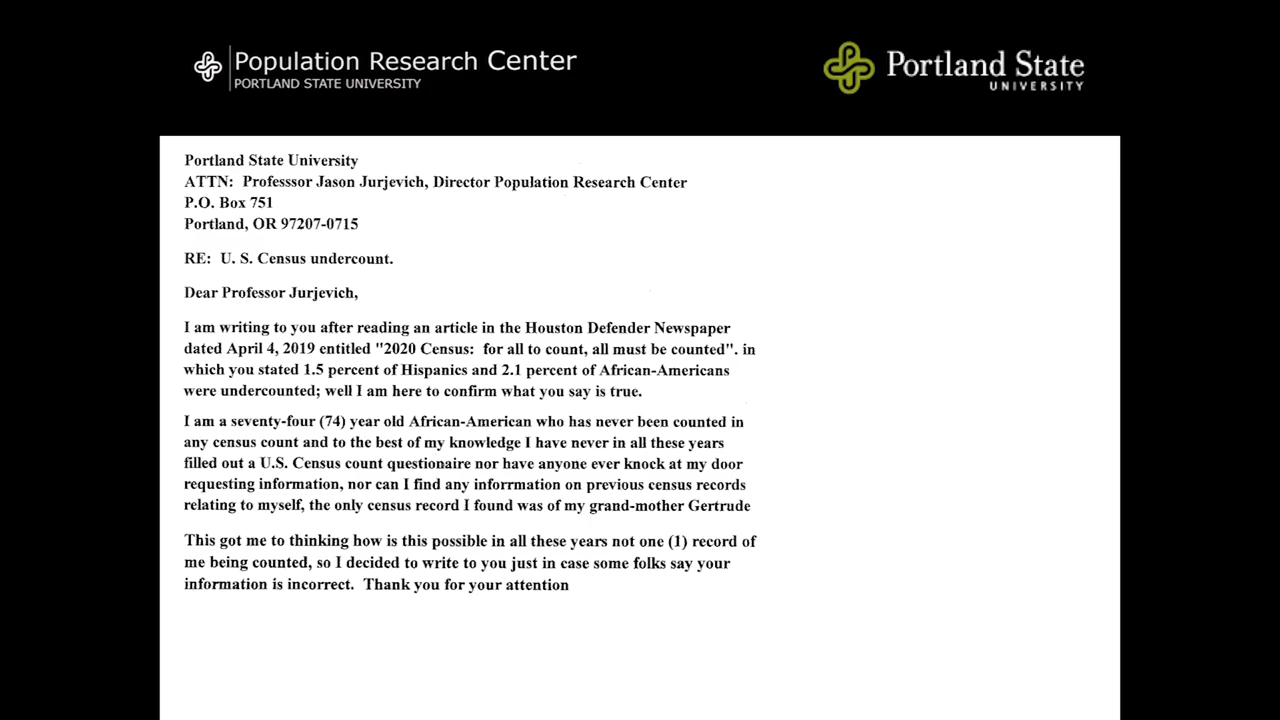 Population Research Center
PORTLAND STATE UNIVERSITY
Portland State
UNIVERSITY
Portland State University
ATTN: Professsor Jason Jurjevich, Director Population Research Center
P.O. Box 751
Portland, OR 97207-0715
RE: U. S. Census undercount.
Dear Professor Jurjevich,
I am writing to you after reading an article in the Houston Defender Newspaper
dated April 4, 2019 entitled "2020 Census: for all to count, all must be counted". in
which you stated 1.5 percent of Hispanics and 2.1 percent of African-Americans
were undercounted; well I am here to confirm what you say is true.
I am a seventy-four (74) year old African-American who has never been counted in
any census count and to the best of my knowledge I have never in all these years
filled out a U.S. Census count questionaire nor have anyone ever knock at my door
requesting information, nor can I find any inforrmation on previous census records
relating to myself, the only census record I found was of my grand-mother Gertrude
This got me to thinking how is this possible in all these years not one (1) record of
me being counted, so I decided to write to you just in case some folks say your
information is incorrect. Thank you for your attention